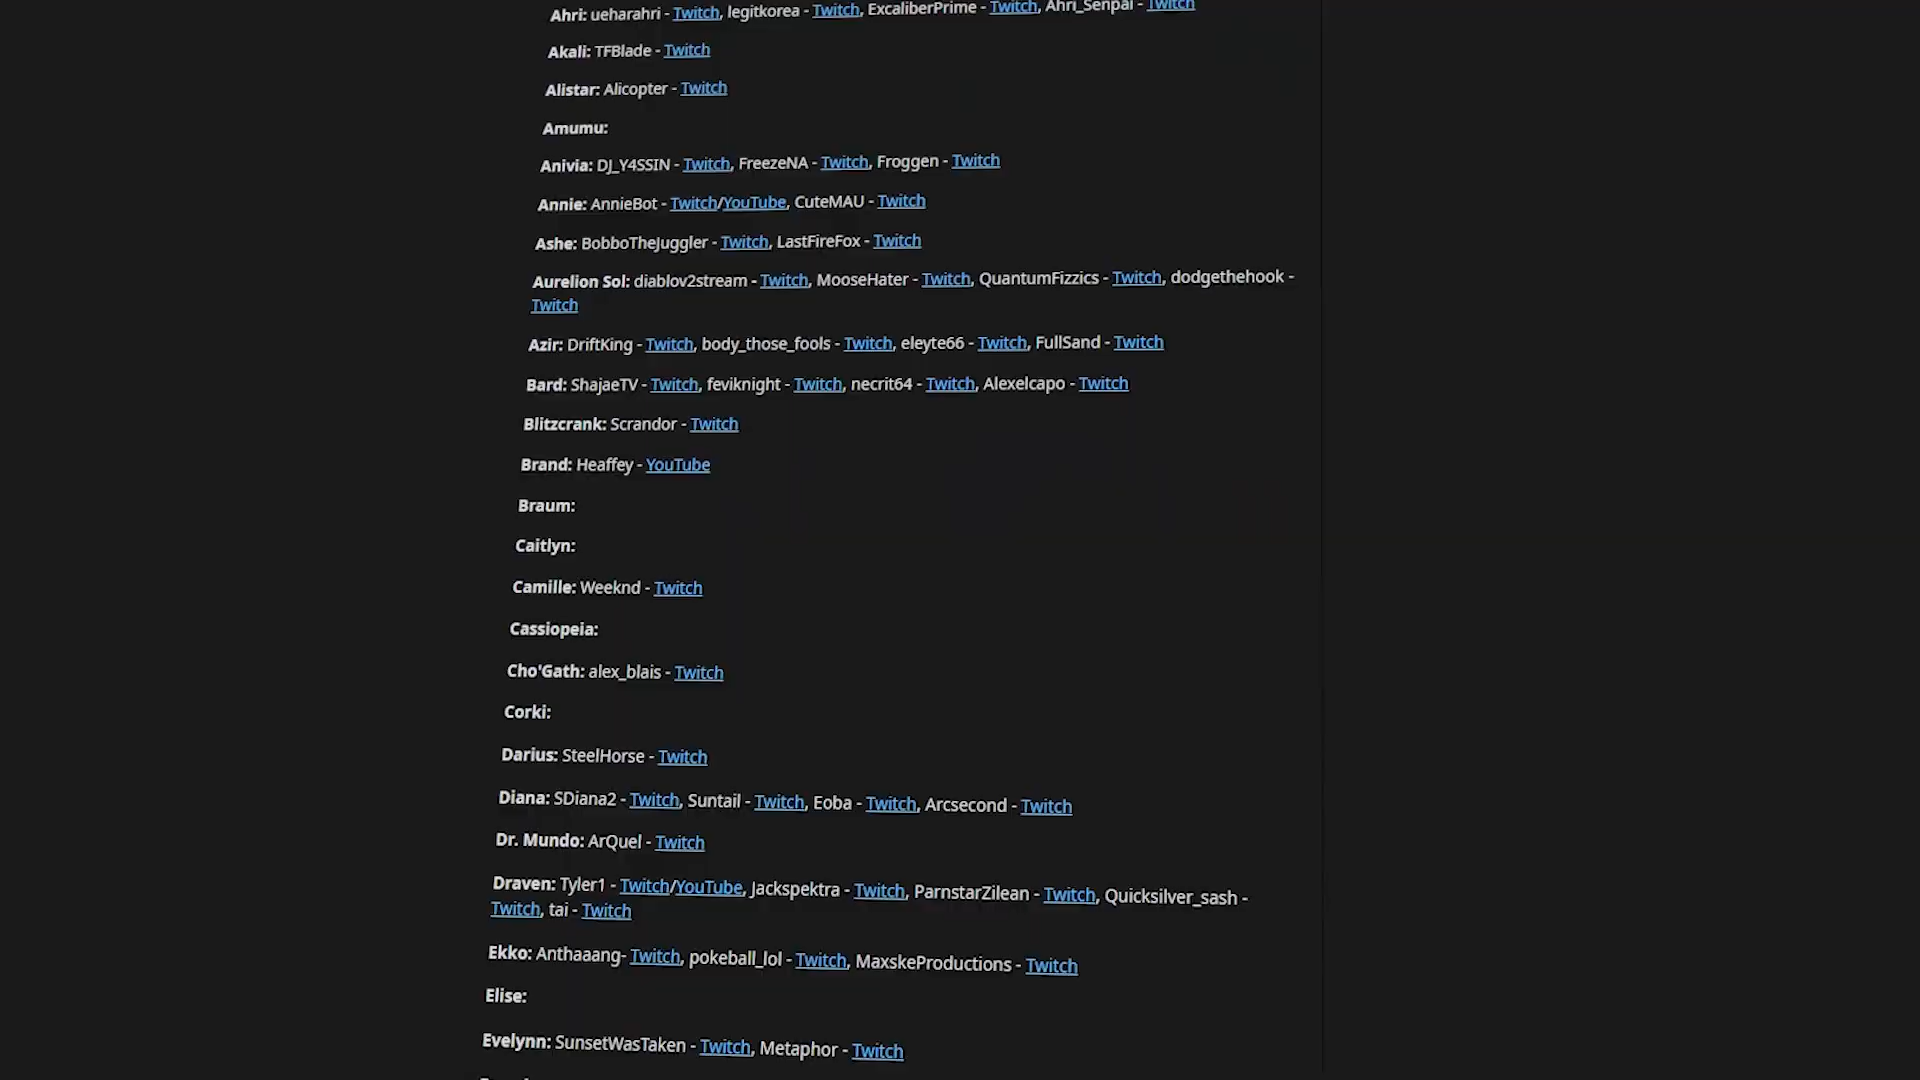 Ahri: ueharahri - Twitch, legitkorea - Twitch, ExcaliberPrime - Twitch, Ahri_Senpai - Twitch
Akali: TFBlade - Twitch
Alistar: Alicopter - Twitch
Amumu:
Anivia: DJ_Y4SSIN - Twitch, FreezeNA - Twitch, Froggen - Twitch
Annie: AnnieBot - Twitch/YouTube, CuteMAU - Twitch
Ashe: BobboTheJuggler - Twitch, LastFireFox - Twitch
Aurelion Sol: diablov2stream - Twitch, MooseHater - Twitch, QuantumFizzics - Twitch, dodgethehook -
Twitch
Azir: DriftKing - Twitch, body_those_fools - Twitch, eleyte66 - Twitch, FullSand - Twitch
Bard: ShajaeTV - Twitch, feviknight - Twitch, necrit64 - Twitch, Alexelcapo - Twitch
Blitzcrank: Scrandor - Twitch
Brand: Heaffey - YouTube
Braum:
Caitlyn:
Camille: Weeknd - Twitch
Cassiopeia:
Cho'Gath: alex_blais - Twitch
Corki:
Darius: SteelHorse - Twitch
Diana: SDiana2 - Twitch, Suntail - Twitch, Eoba - Twitch, Arcsecond - Twitch
Dr. Mundo: ArQuel - Twitch
Draven: Tyler1 - Twitch/YouTube, Jackspektra - Twitch, ParnstarZilean - Twitch, Quicksilver_sash -
Twitch, tai - Twitch
Ekko: Anthaaang- Twitch, pokeball_lol - Twitch, MaxskeProductions - Twitch
Elise:
Evelynn: SunsetWasTaken - Twitch, Metaphor - Twitch